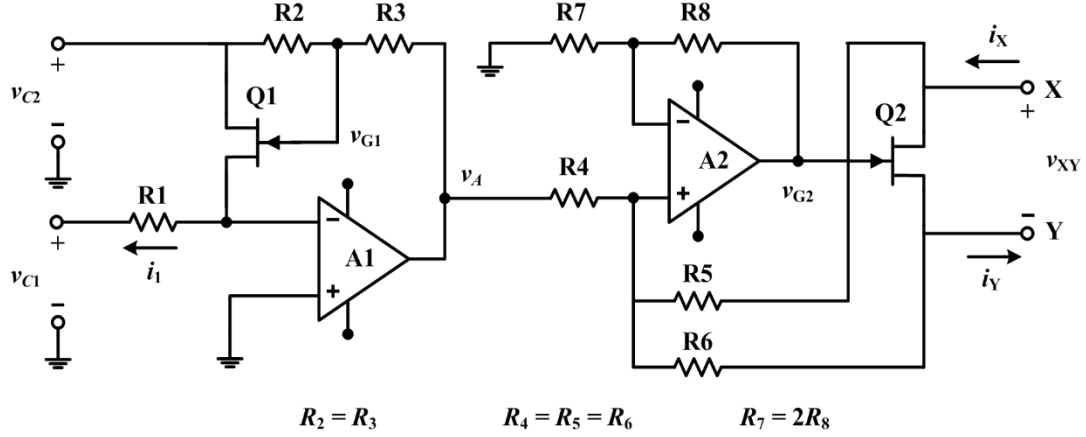 R2 R3 R7 R8
iX
+ X
vC2 Q1 Q2
− vG1 − A2 vXY
vA R4 + vG2
R1
+ − − Y
i1 A1 iY
vC1 R5
− +
R6
R2 = R3 R4 = R5 = R6 R7 = 2R8